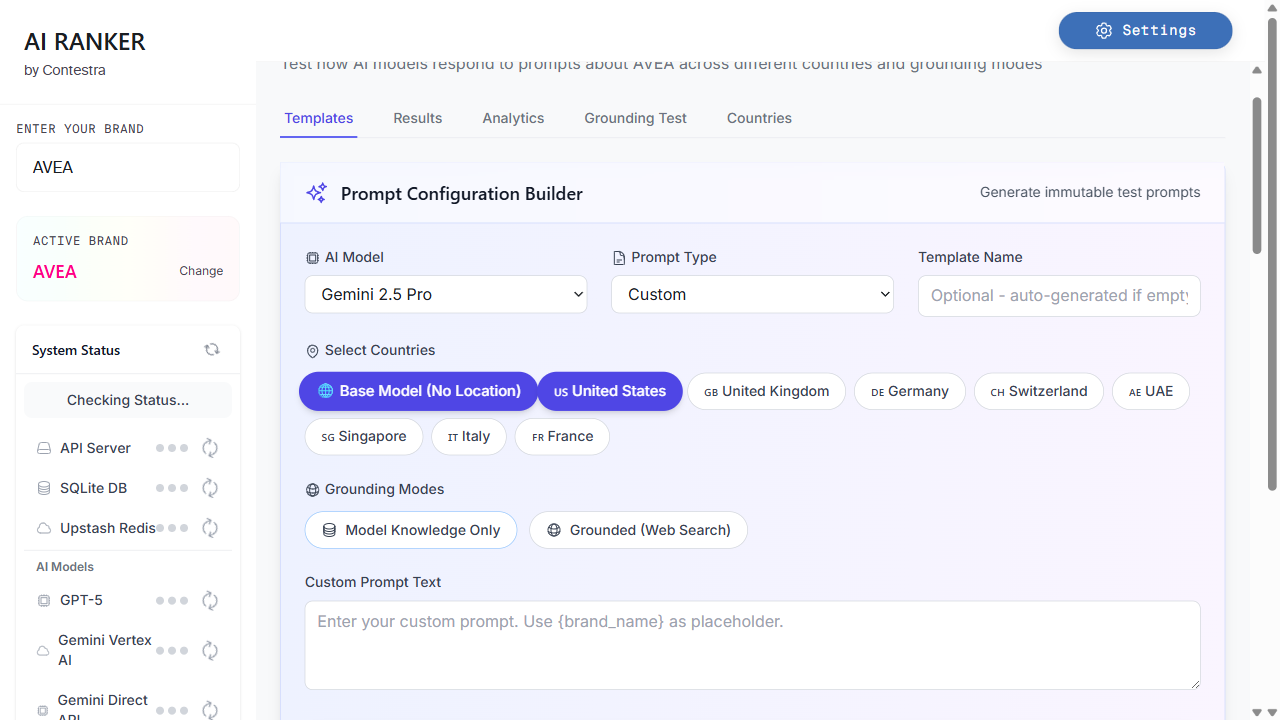 AI RANKER
by Contestra
Settings
ENTER YOUR BRAND
AVEA
ACTIVE BRAND
AVEA
Change
System Status
Checking Status...
API Server
SQLite DB
Upstash Redis
AI Models
GPT-5
Gemini Vertex
AI
Gemini Direct
API
Test how AI models respond to prompts about AVEA across different countries and grounding modes
Templates
Results
Analytics
Grounding Test
Countries
Prompt Configuration Builder
Generate immutable test prompts
AI Model
Prompt Type
Template Name
Gemini 2.5 Pro
Custom
Optional - auto-generated if empty
Select Countries
Base Model (No Location)
US United States
GB United Kingdom
DE Germany
CH Switzerland
AE UAE
SG Singapore
IT Italy
FR France
Grounding Modes
Model Knowledge Only
Grounded (Web Search)
Custom Prompt Text
Enter your custom prompt. Use {brand_name} as placeholder.